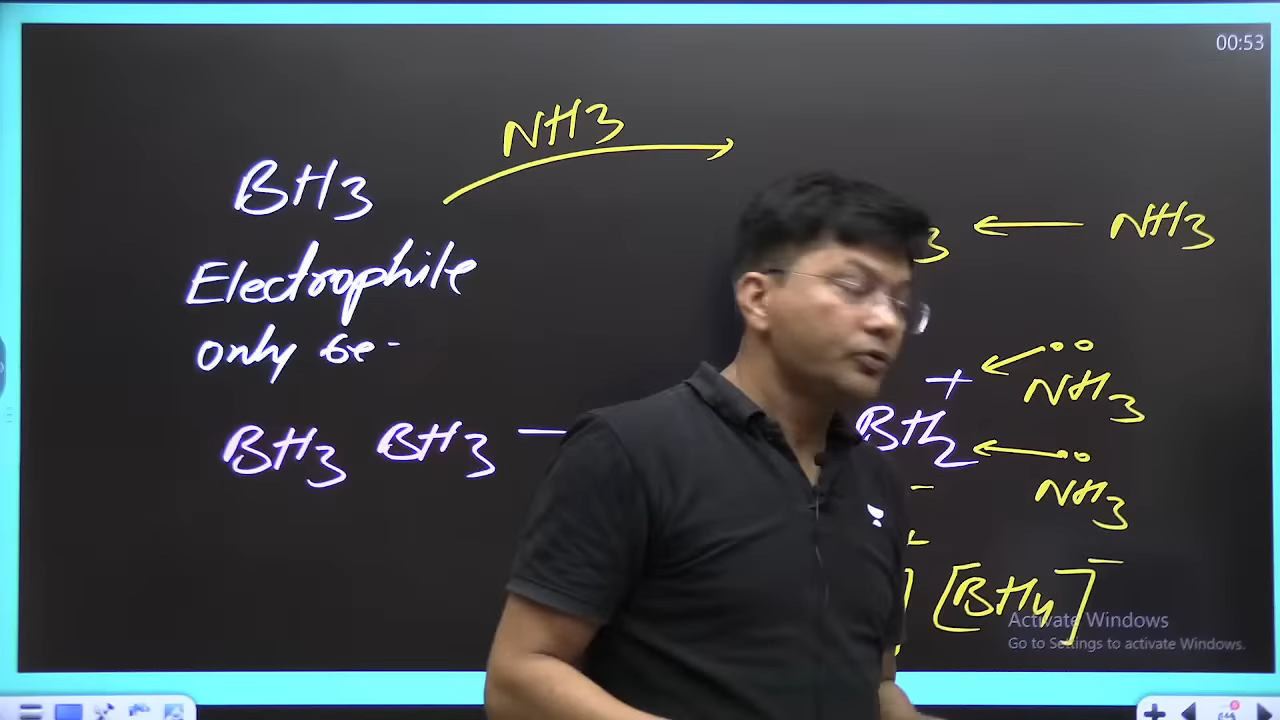 00:53
NH3
BH3
3 ← NH3
Electrophile
only be-
+ NH3
BH3 BH3 — BH2
- NH3
] [BH4]-
Activate Windows
Go to Settings to activate Windows.